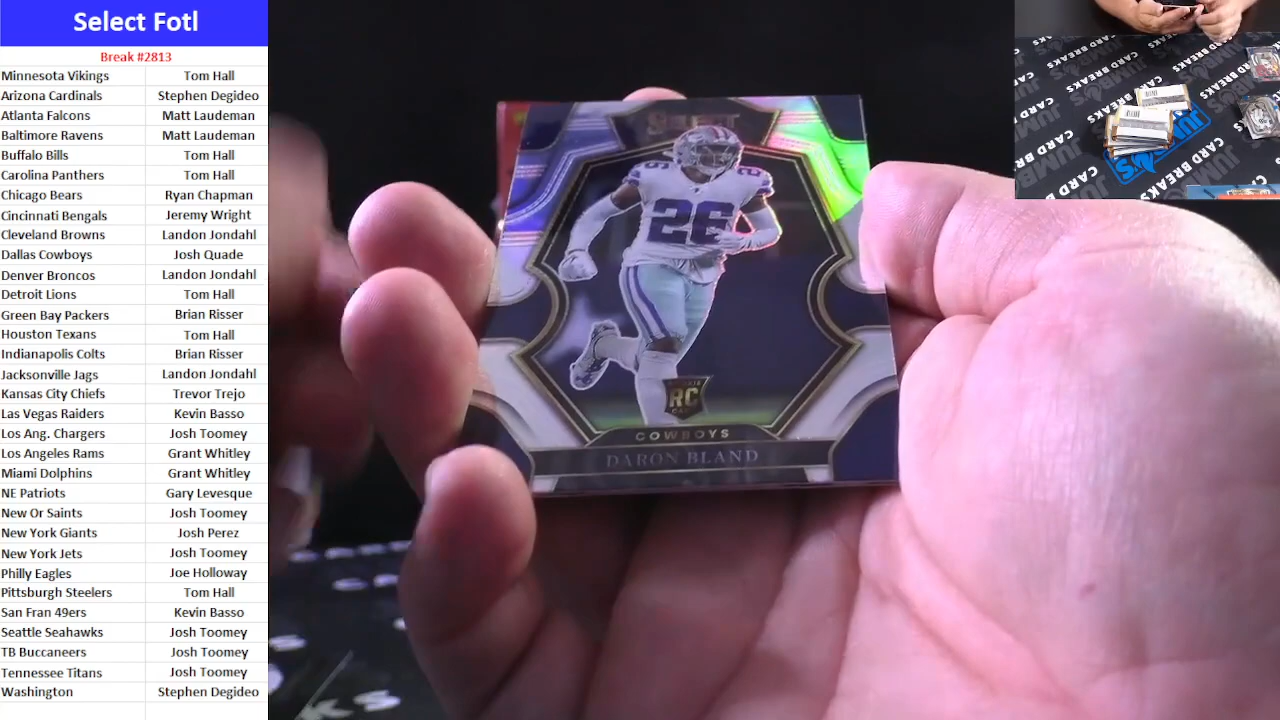 Select Fotl
Break #2813
Minnesota Vikings Tom Hall
Arizona Cardinals Stephen Degideo
Atlanta Falcons Matt Laudeman
Baltimore Ravens Matt Laudeman
Buffalo Bills Tom Hall
Carolina Panthers Tom Hall
Chicago Bears Ryan Chapman
Cincinnati Bengals Jeremy Wright
Cleveland Browns Landon Jondahl
Dallas Cowboys Josh Quade
Denver Broncos Landon Jondahl
Detroit Lions Tom Hall
Green Bay Packers Brian Risser
Houston Texans Tom Hall
Indianapolis Colts Brian Risser
Jacksonville Jags Landon Jondahl
Kansas City Chiefs Trevor Trejo
Las Vegas Raiders Kevin Basso
Los Ang. Chargers Josh Toomey
Los Angeles Rams Grant Whitley
Miami Dolphins Grant Whitley
NE Patriots Gary Levesque
New Or Saints Josh Toomey
New York Giants Josh Perez
New York Jets Josh Toomey
Philly Eagles Joe Holloway
Pittsburgh Steelers Tom Hall
San Fran 49ers Kevin Basso
Seattle Seahawks Josh Toomey
TB Buccaneers Josh Toomey
Tennessee Titans Josh Toomey
Washington Stephen Degideo
SELECT
26
RC
COWBOYS
DARON BLAND
CARD BREAKS
CARD BREAKS
JUMB